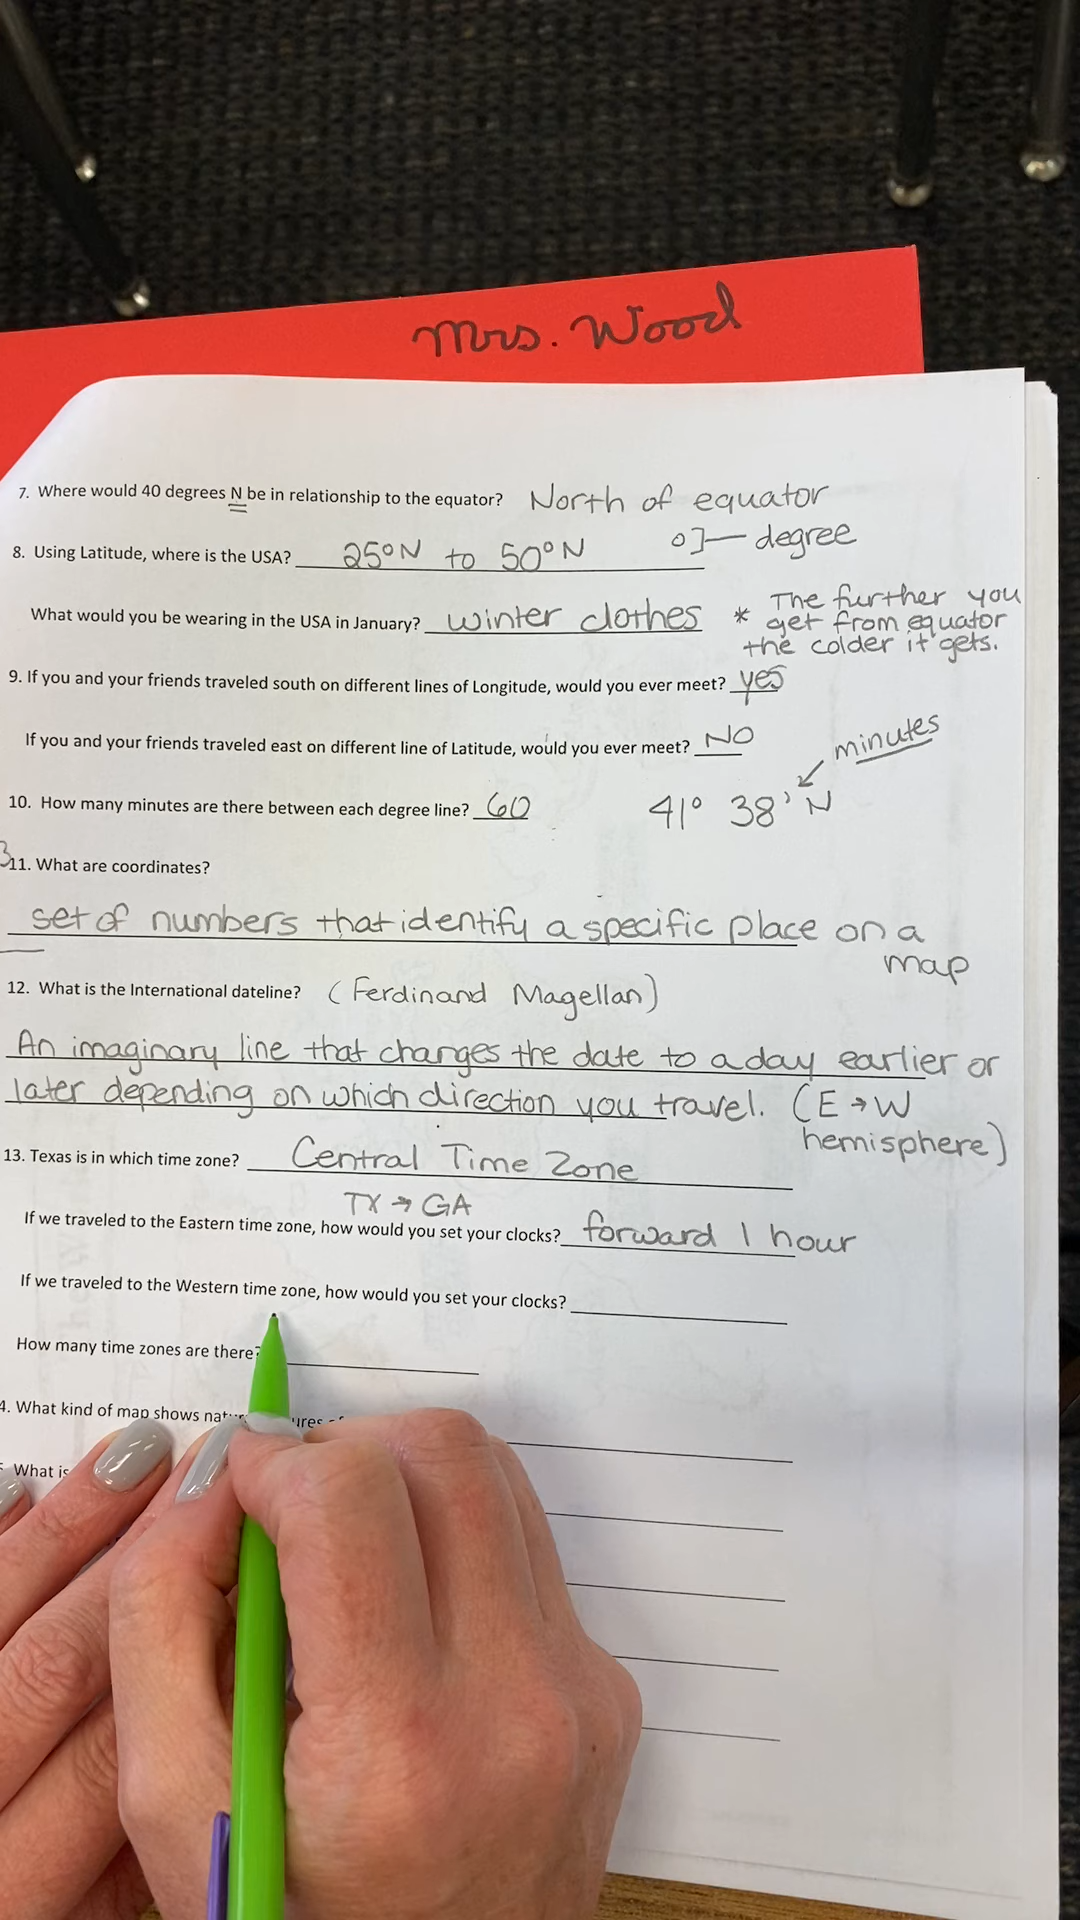 Mrs. Wood
7. Where would 40 degrees N be in relationship to the equator? North of equator
8. Using Latitude, where is the USA? 25°N to 50°N o]— degree
What would you be wearing in the USA in January? winter clothes * The further you
get from equator
the colder it gets.
9. If you and your friends traveled south on different lines of Longitude, would you ever meet? yes
If you and your friends traveled east on different line of Latitude, would you ever meet? NO
minutes
10. How many minutes are there between each degree line? 60 41° 38' N
11. What are coordinates?
set of numbers that identify a specific place on a
map
12. What is the International dateline? (Ferdinand Magellan)
An imaginary line that changes the date to a day earlier or
later depending on which direction you travel. (E→W
hemisphere)
13. Texas is in which time zone? Central Time Zone
TX → GA
If we traveled to the Eastern time zone, how would you set your clocks? forward 1 hour
If we traveled to the Western time zone, how would you set your clocks?
How many time zones are there?
4. What kind of map shows
What is